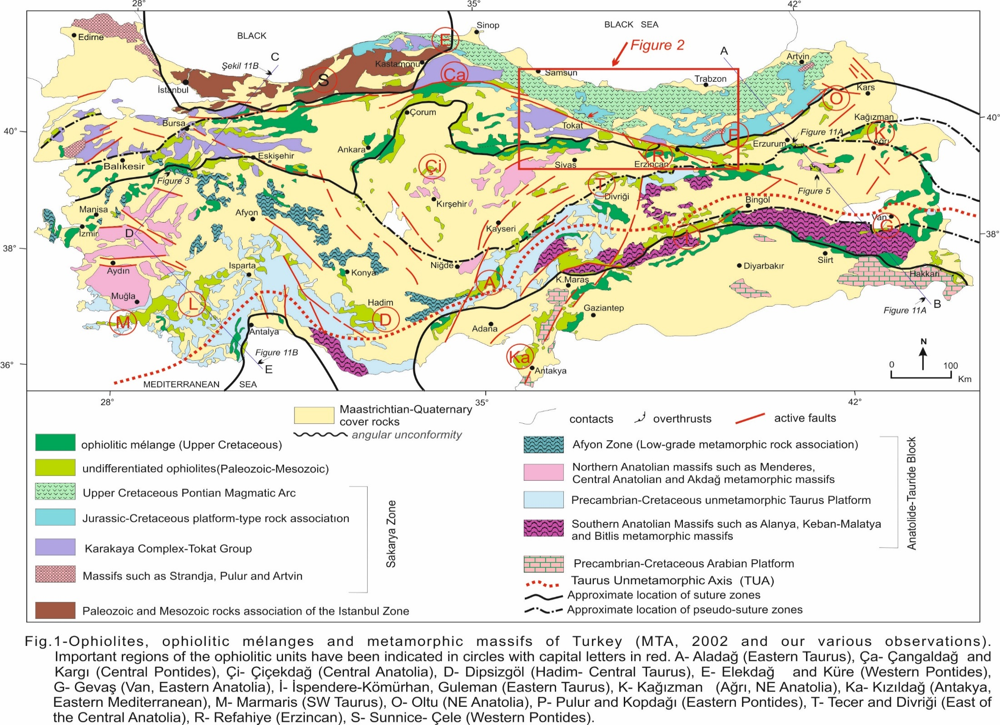 28°
35°
42°
BLACK
BLACK SEA
Sinop
Edirne
E
Figure 2
A
C
Şekil 11B
Kastamonu
Artvin
S
Ça
Samsun
Trabzon
İstanbul
Kars
O
Çorum
Bursa
Tokat
Kağızman
40°
40°
P
Figure 11A
K
Ağrı
Ankara
Erzurum
Eskişehir
R
Balıkesir
Çi
Sivas
Erzincan
Figure 3
T
Figure 5
Divriği
Bingöl
Kırşehir
Manisa
Afyon
Van
Kayseri
G
İzmir
D
38°
38°
İ
Isparta
Niğde
Siirt
Aydın
Konya
Diyarbakır
Hakkari
A
K.Maraş
Muğla
L
Hadim
Gaziantep
B
Figure 11A
M
D
Adana
Antalya
N
Figure 11B
Ka
36°
E
Antakya
0 100
Km
MEDITERRANEAN SEA
28°
35°
42°
Maastrichtian-Quaternary
cover rocks
angular unconformity
contacts
overthrusts
active faults
ophiolitic mélange (Upper Cretaceous)
undifferentiated ophiolites(Paleozoic-Mesozoic)
Upper Cretaceous Pontian Magmatic Arc
Jurassic-Cretaceous platform-type rock association
Karakaya Complex-Tokat Group
Massifs such as Strandja, Pulur and Artvin
Sakarya Zone
Paleozoic and Mesozoic rocks association of the Istanbul Zone
Afyon Zone (Low-grade metamorphic rock association)
Northern Anatolian massifs such as Menderes,
Central Anatolian and Akdağ metamorphic massifs
Precambrian-Cretaceous unmetamorphic Taurus Platform
Southern Anatolian Massifs such as Alanya, Keban-Malatya
and Bitlis metamorphic massifs
Anatolide-Tauride Block
Precambrian-Cretaceous Arabian Platform
Taurus Unmetamorphic Axis (TUA)
Approximate location of suture zones
Approximate location of pseudo-suture zones
Fig.1-Ophiolites, ophiolitic mélanges and metamorphic massifs of Turkey (MTA, 2002 and our various observations).
Important regions of the ophiolitic units have been indicated in circles with capital letters in red. A- Aladağ (Eastern Taurus), Ça- Çangaldağ and
Kargı (Central Pontides), Çi- Çiçekdağ (Central Anatolia), D- Dipsizgöl (Hadim- Central Taurus), E- Elekdağ and Küre (Western Pontides),
G- Gevaş (Van, Eastern Anatolia), İ- İspendere-Kömürhan, Guleman (Eastern Taurus), K- Kağızman (Ağrı, NE Anatolia), Ka- Kızıldağ (Antakya,
Eastern Mediterranean), M- Marmaris (SW Taurus), O- Oltu (NE Anatolia), P- Pulur and Kopdağı (Eastern Pontides), T- Tecer and Divriği (East of
the Central Anatolia), R- Refahiye (Erzincan), S- Sunnice- Çele (Western Pontides).